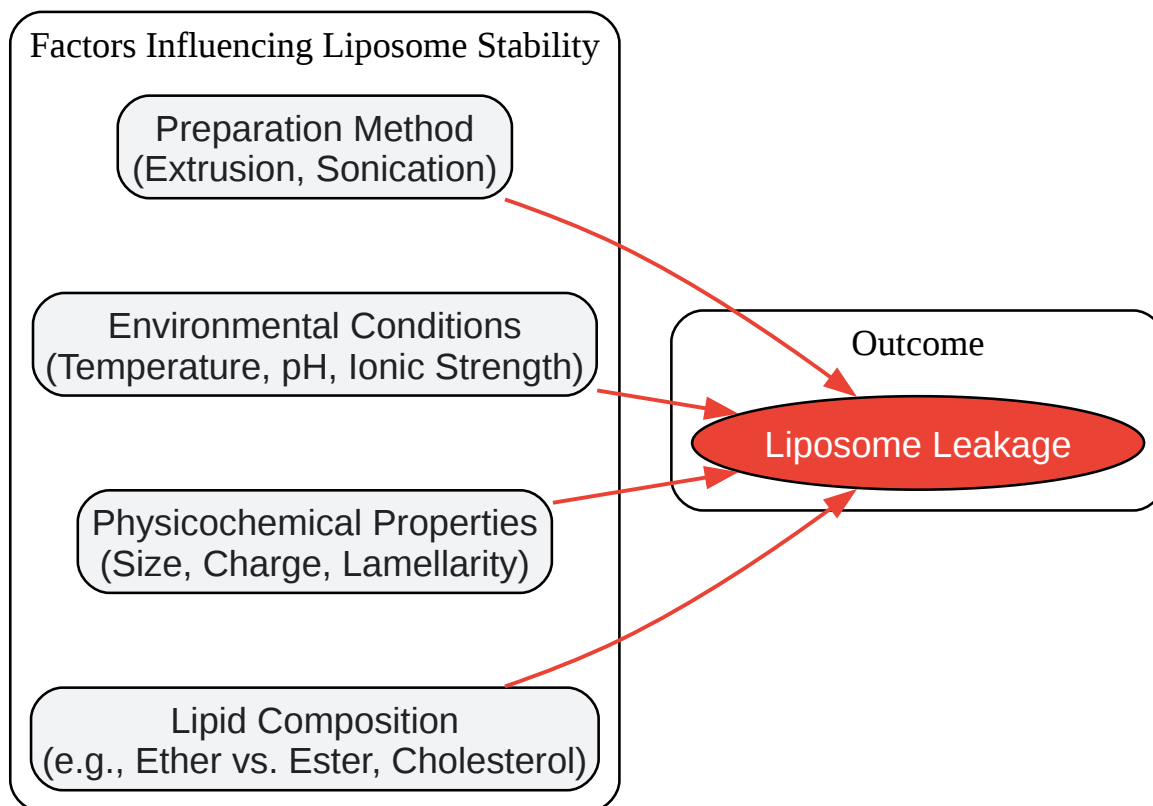 Factors Influencing Liposome Stability
Preparation Method
(Extrusion, Sonication)
Environmental Conditions
(Temperature, pH, Ionic Strength)
Physicochemical Properties
(Size, Charge, Lamellarity)
Lipid Composition
(e.g., Ether vs. Ester, Cholesterol)
Outcome
Liposome Leakage